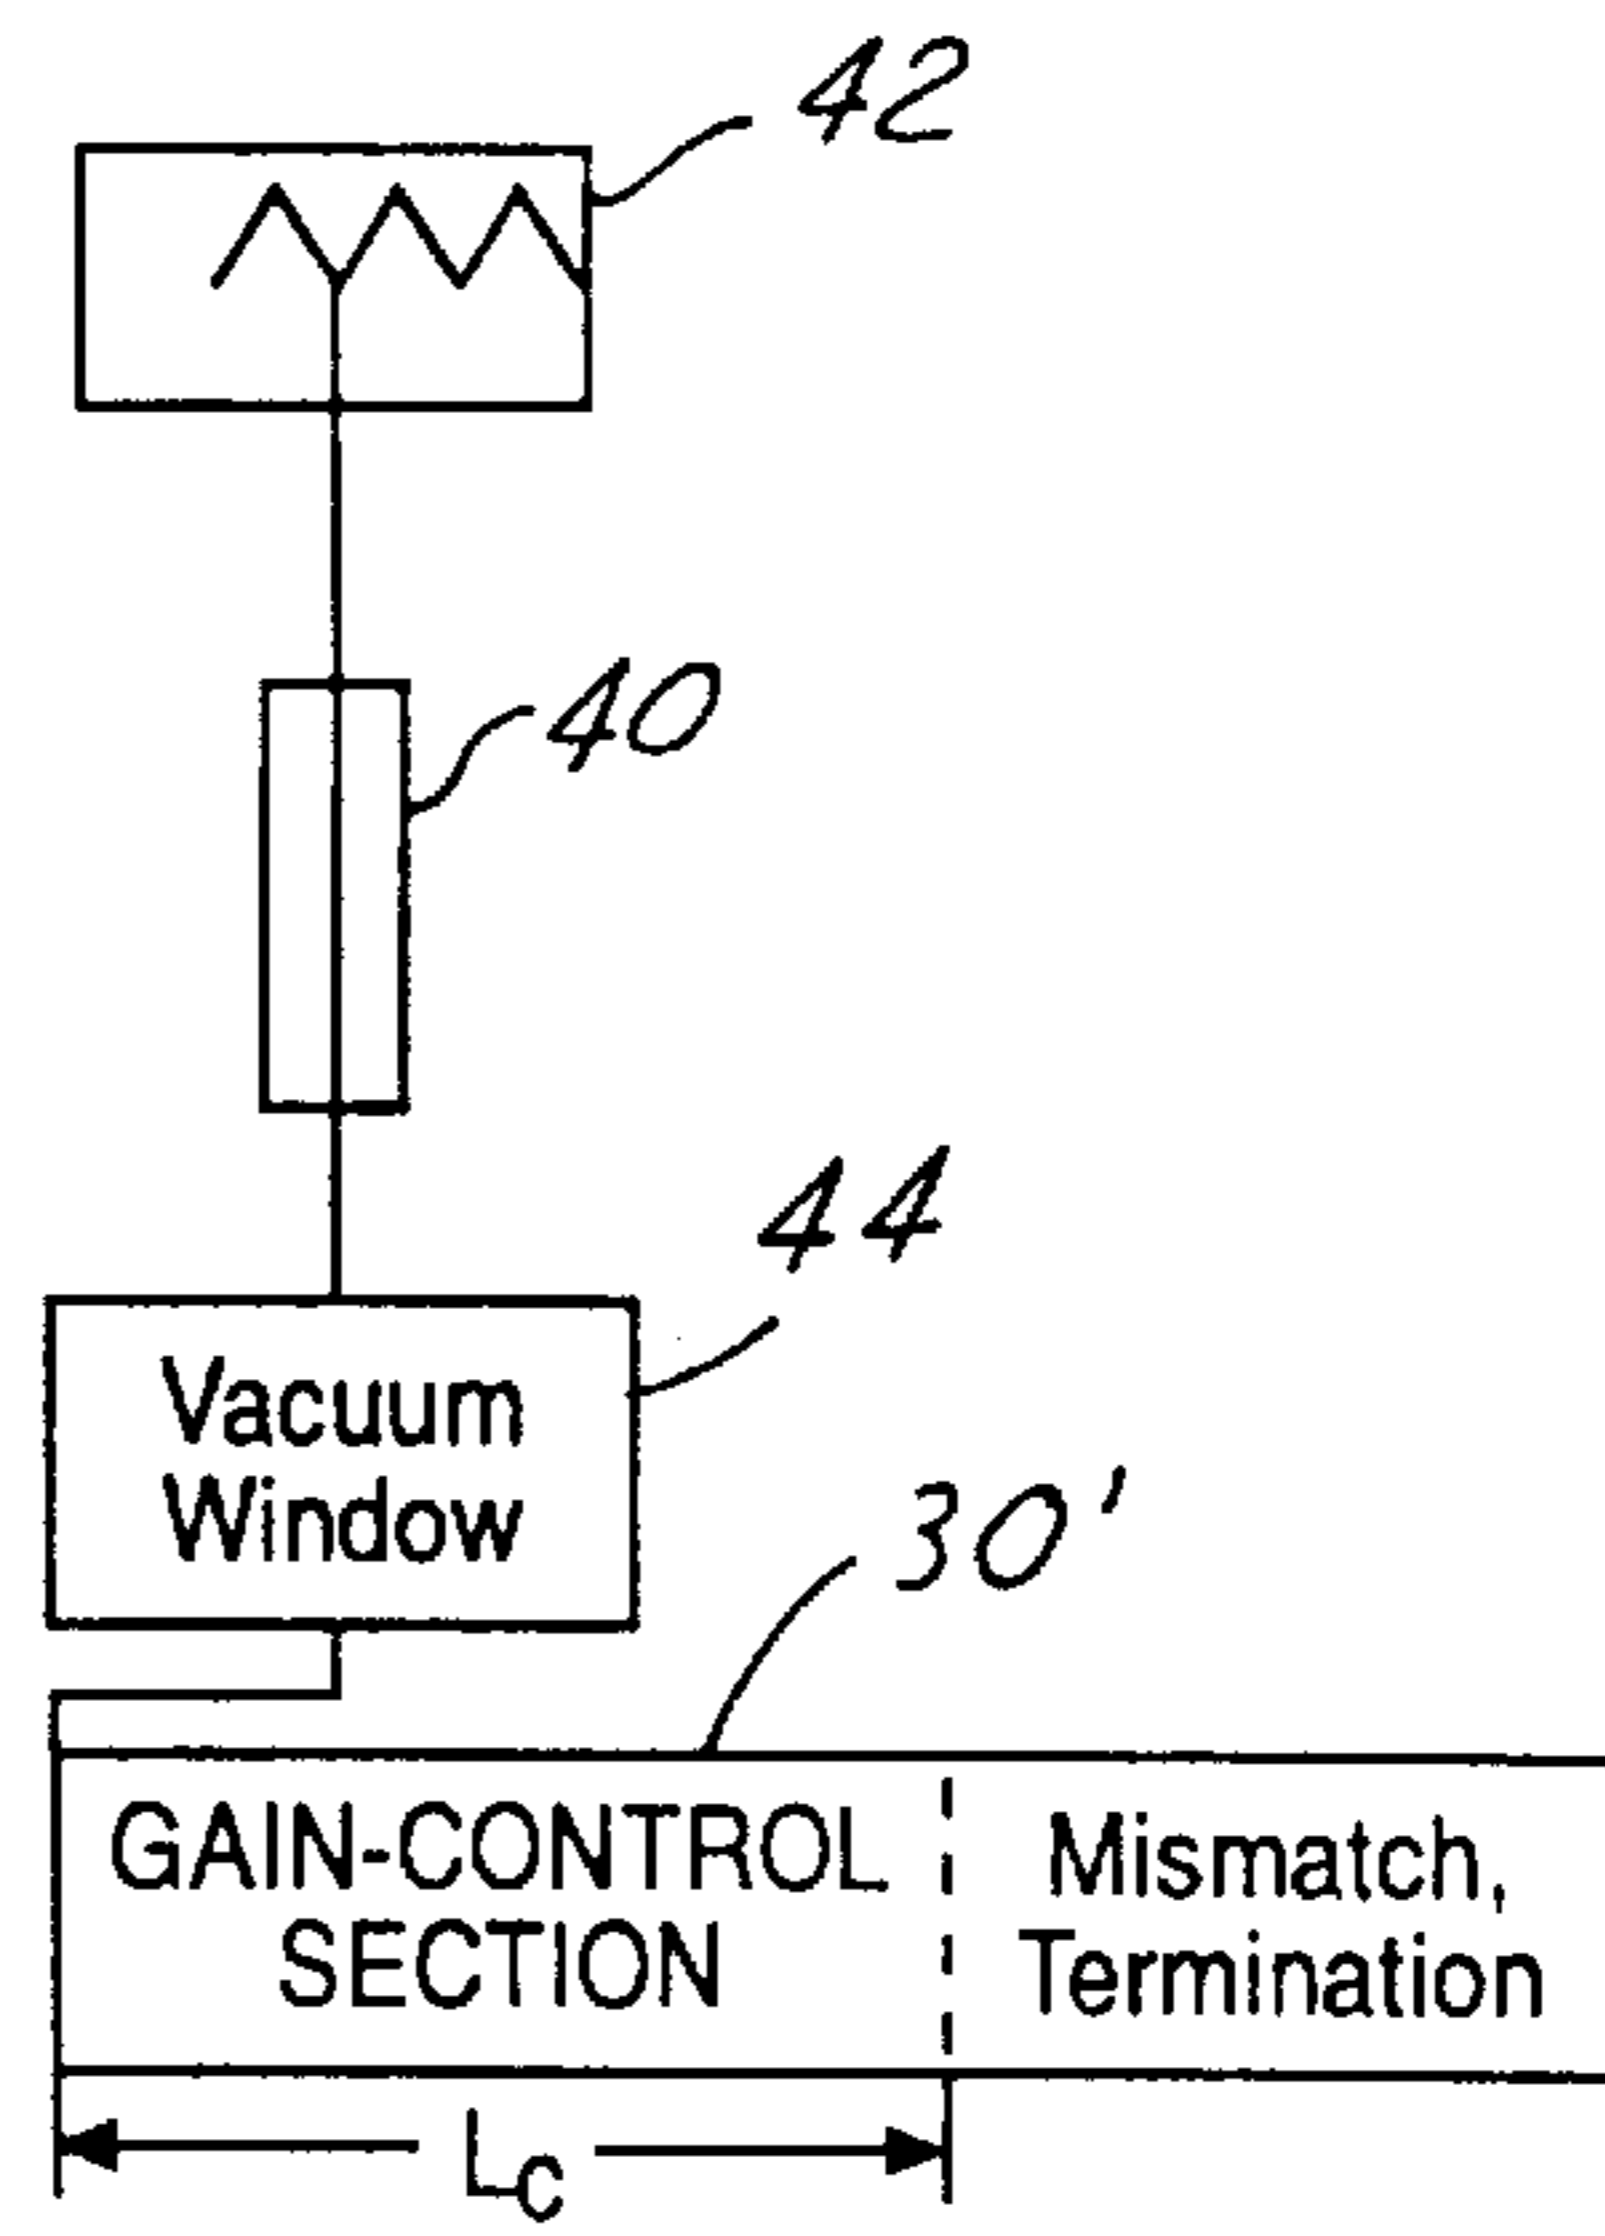 42
40
44
Vacuum
Window
30'
GAIN-CONTROL
SECTION
Mismatch,
Termination
Lc